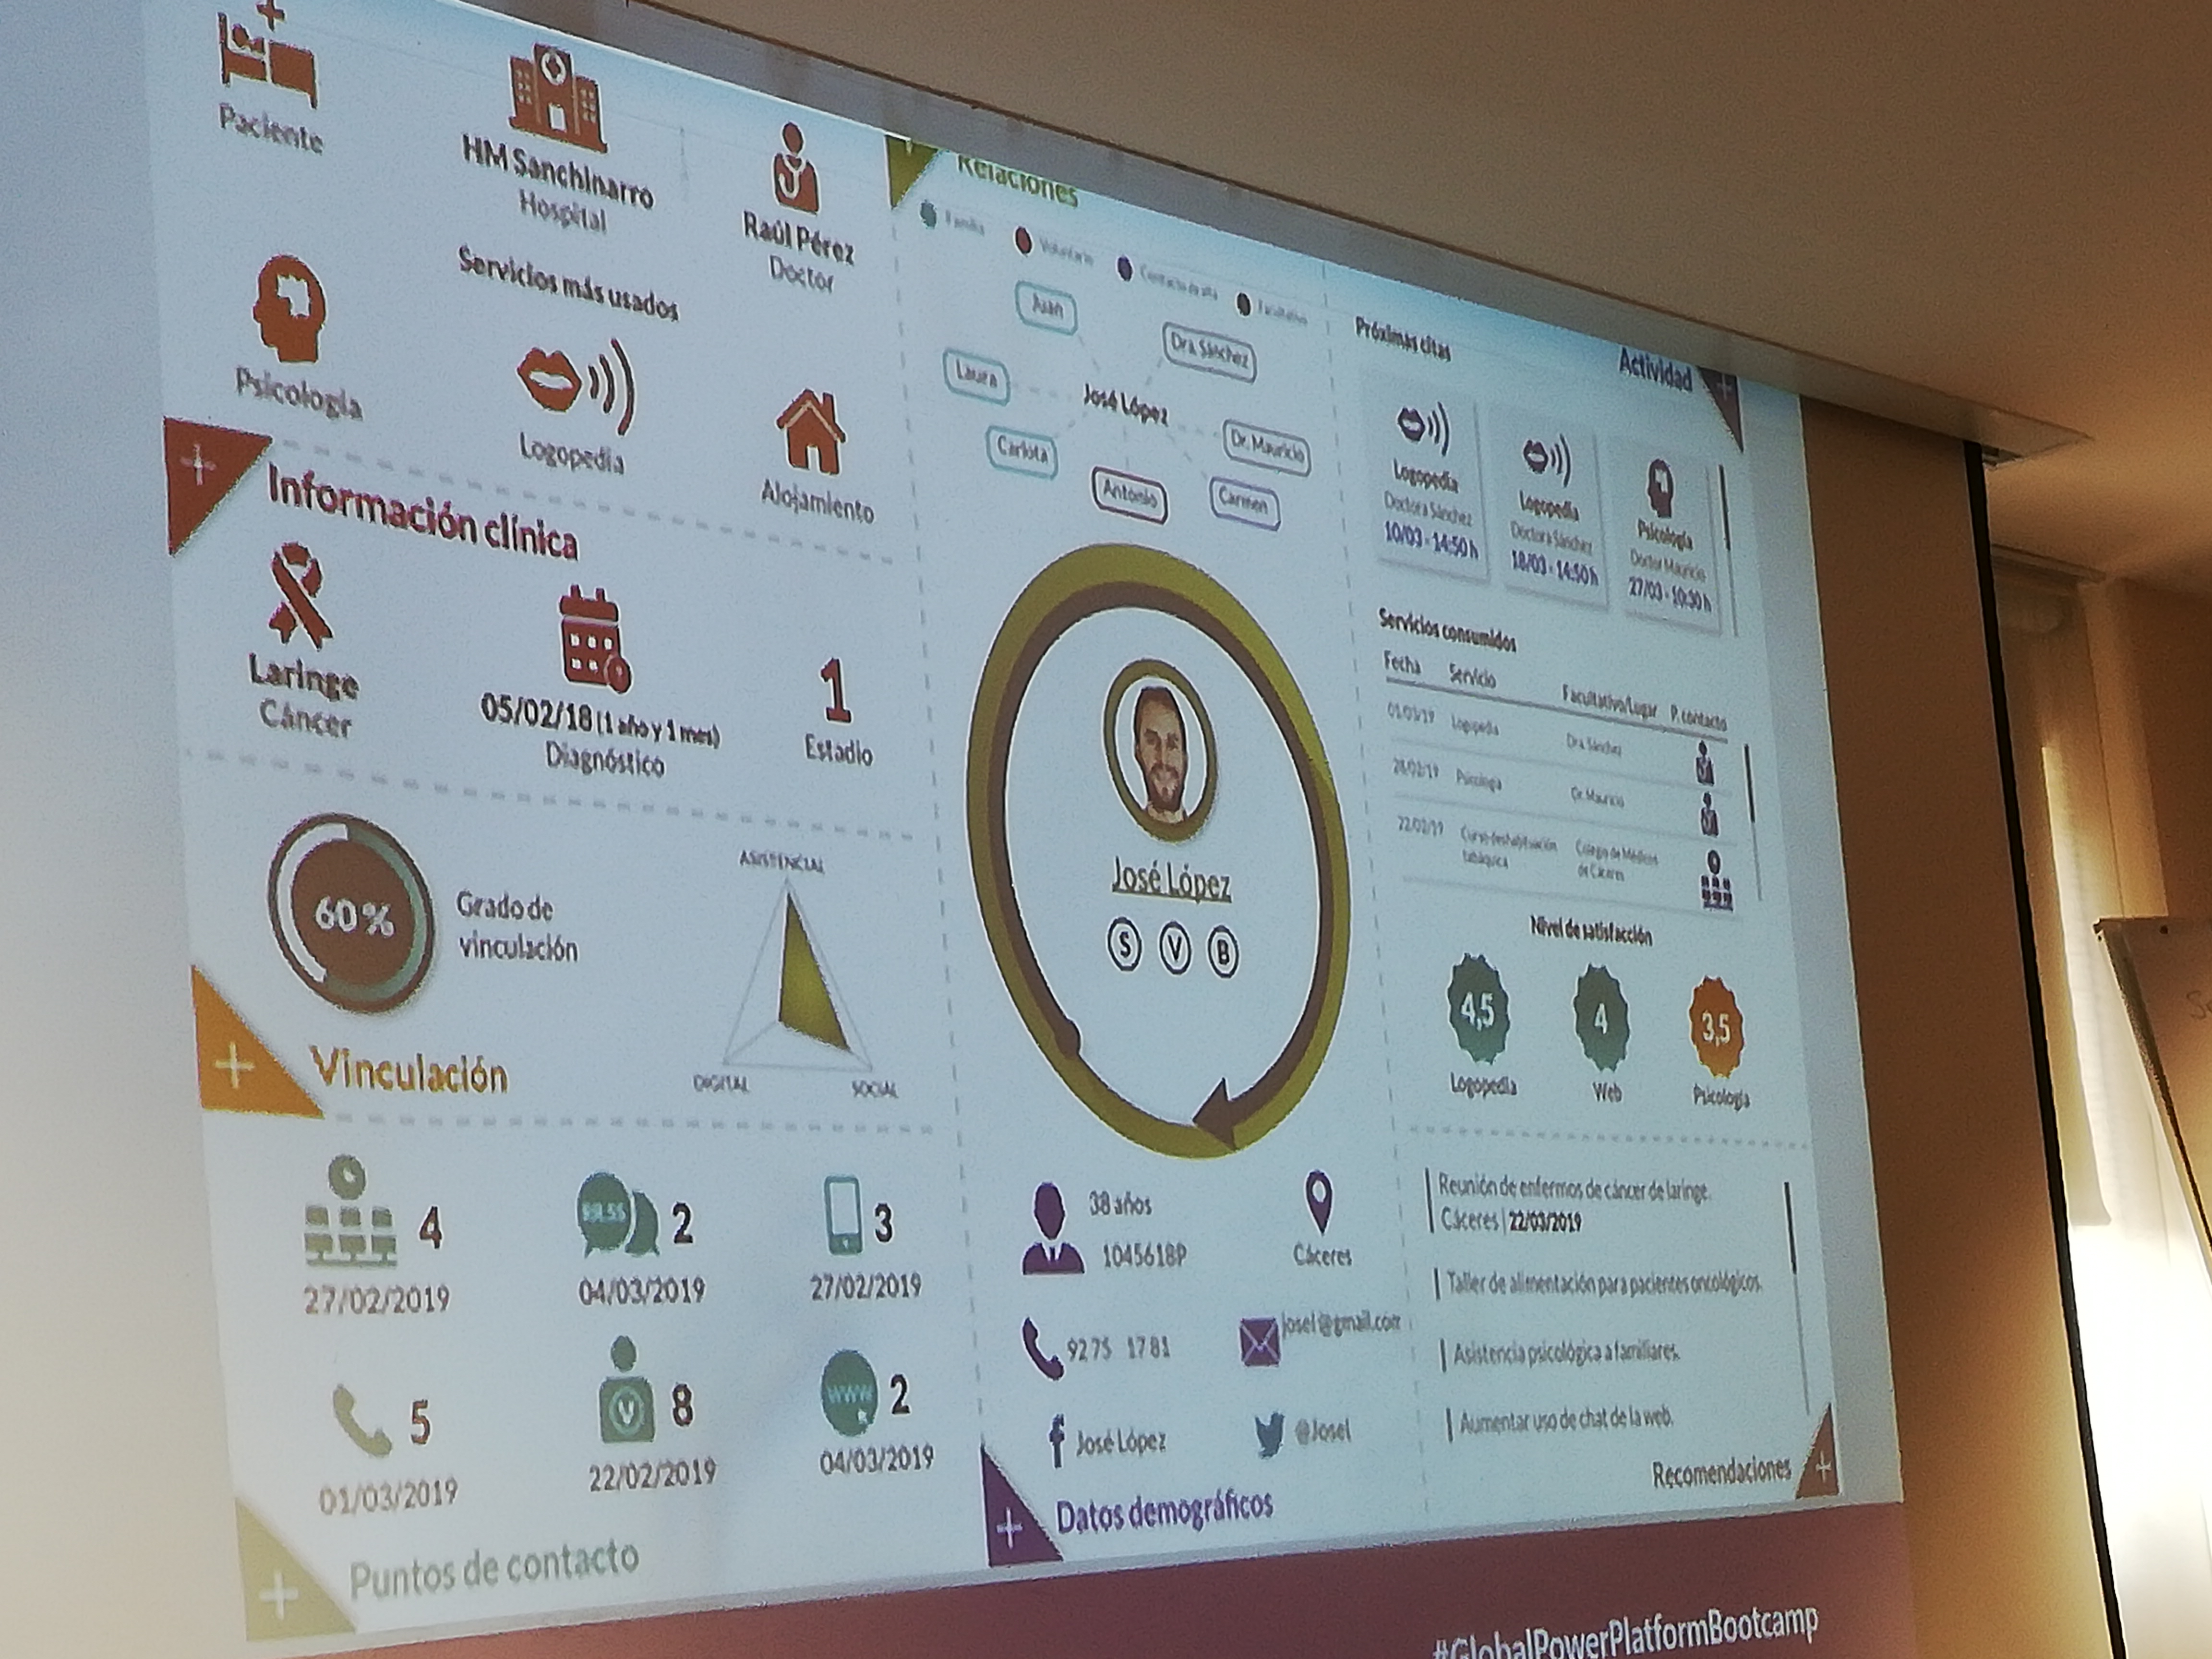 Paciente
HM Sanchinarro
Hospital
Raúl Pérez
Doctor
Servicios más usados
Psicología
Logopedia
Alojamiento
Información clínica
Laringe
Cáncer
05/02/18 (1 año y 1 mes)
Diagnóstico
1
Estadio
60%
Grado de
vinculación
ASISTENCIAL
DIGITAL
SOCIAL
Vinculación
4
27/02/2019
2
04/03/2019
3
27/02/2019
5
01/03/2019
V
8
22/02/2019
WWW
2
04/03/2019
Puntos de contacto
Relaciones
Familia
Voluntario
Contacto de alta
Facultativo
Juan
Dra. Sánchez
Laura
José López
Carlota
Dr. Mauricio
Antonio
Carmen
José López
S V B
38 años
1045618P
Cáceres
9275 1781
josel@gmail.com
José López
@Josel
Datos demográficos
Actividad
Próximas citas
Logopedia
Doctora Sánchez
10/03 - 14:50 h
Logopedia
Doctora Sánchez
18/03 - 14:50 h
Psicología
Doctor Mauricio
27/03 - 10:30 h
Servicios consumidos
Fecha Servicio Facultativo/Lugar P. contacto
01/03/19 Logopedia Dra. Sánchez
Psicología Dr. Mauricio
22/02/19 Curso deshabituación Colegio de Médicos
tabáquica de Cáceres
Nivel de satisfacción
4,5
Logopedia
4
Web
3,5
Psicología
Reunión de enfermos de cáncer de laringe.
Cáceres | 22/03/2019
Taller de alimentación para pacientes oncológicos.
Asistencia psicológica a familiares.
Aumentar uso de chat de la web.
Recomendaciones
#GlobalPowerPlatformBootcamp